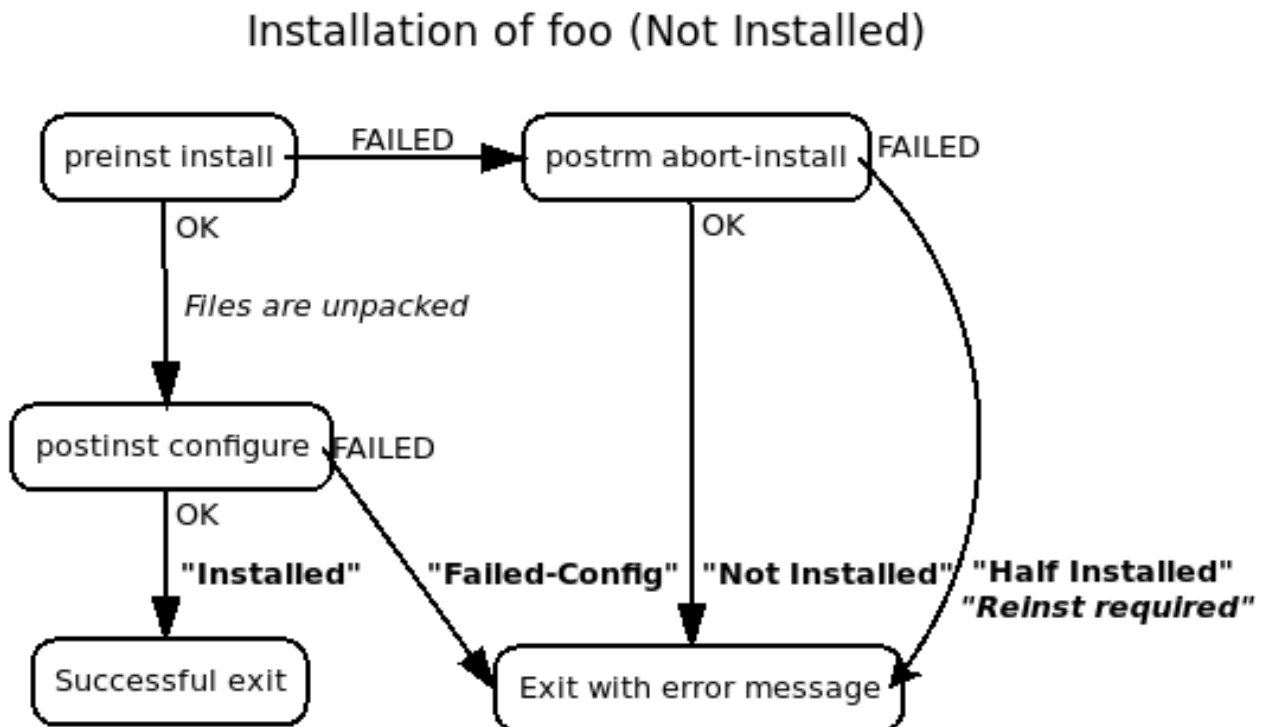 Installation of foo (Not Installed)
preinst install
FAILED
postrm abort-install
FAILED
OK
OK
Files are unpacked
postinst configure
FAILED
OK
"Installed"
"Failed-Config"
"Not Installed"
"Half Installed"
"Reinst required"
Successful exit
Exit with error message